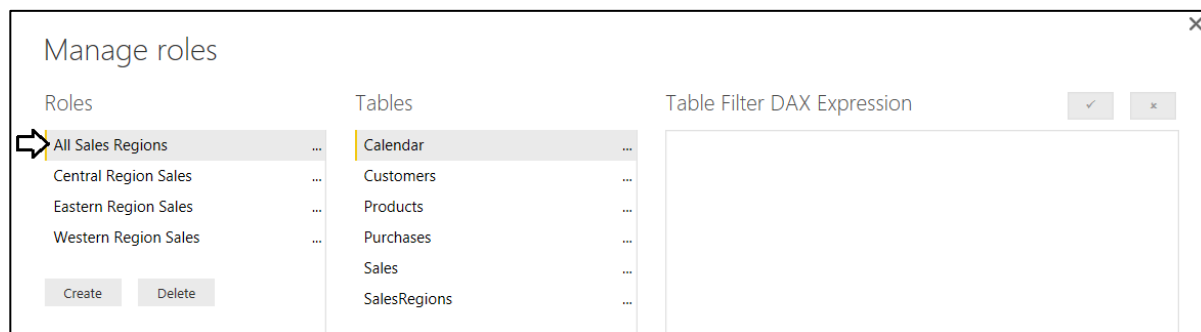 Manage roles
Roles Tables Table Filter DAX Expression
All Sales Regions ... Calendar ...
Central Region Sales ... Customers ...
Eastern Region Sales ... Products ...
Western Region Sales ... Purchases ...
Sales ...
Create Delete SalesRegions ...